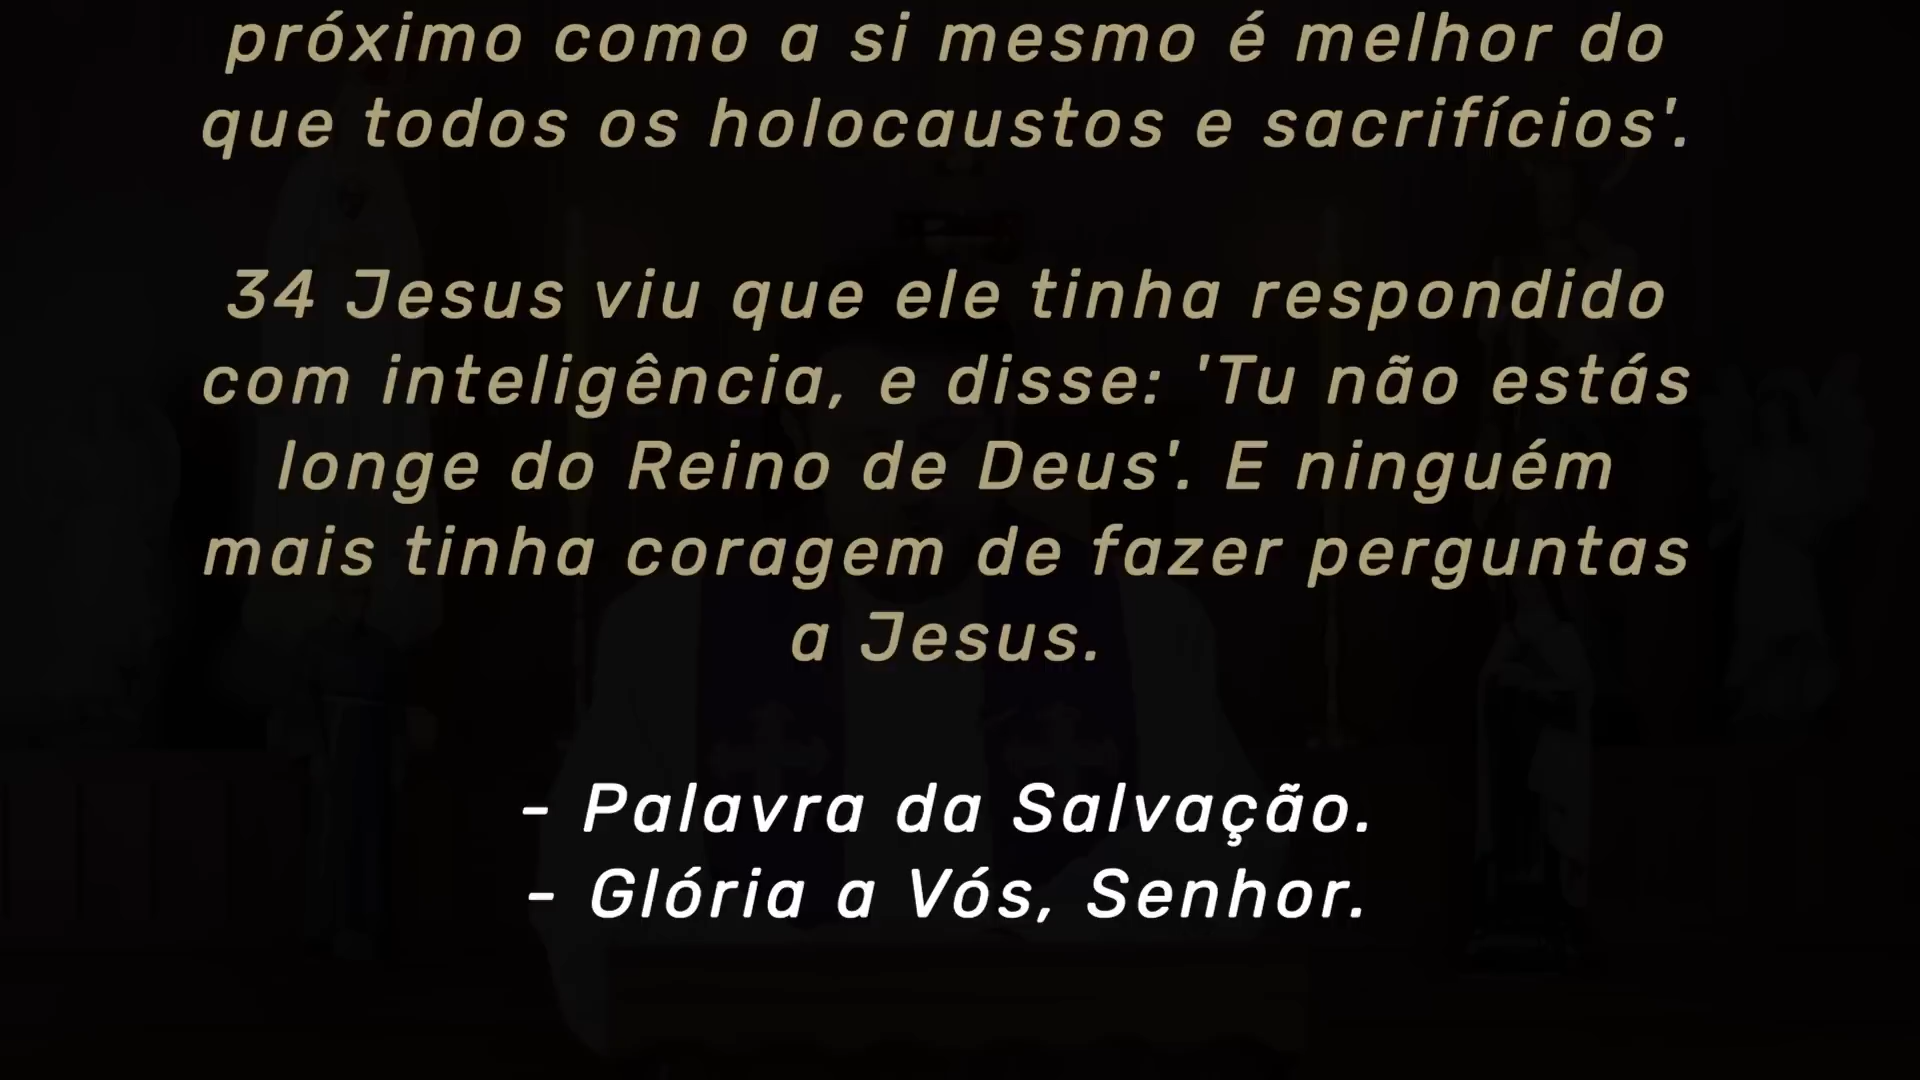 próximo como a si mesmo é melhor do
que todos os holocaustos e sacrifícios'.
34 Jesus viu que ele tinha respondido
com inteligência, e disse: 'Tu não estás
longe do Reino de Deus'. E ninguém
mais tinha coragem de fazer perguntas
a Jesus.
- Palavra da Salvação.
- Glória a Vós, Senhor.